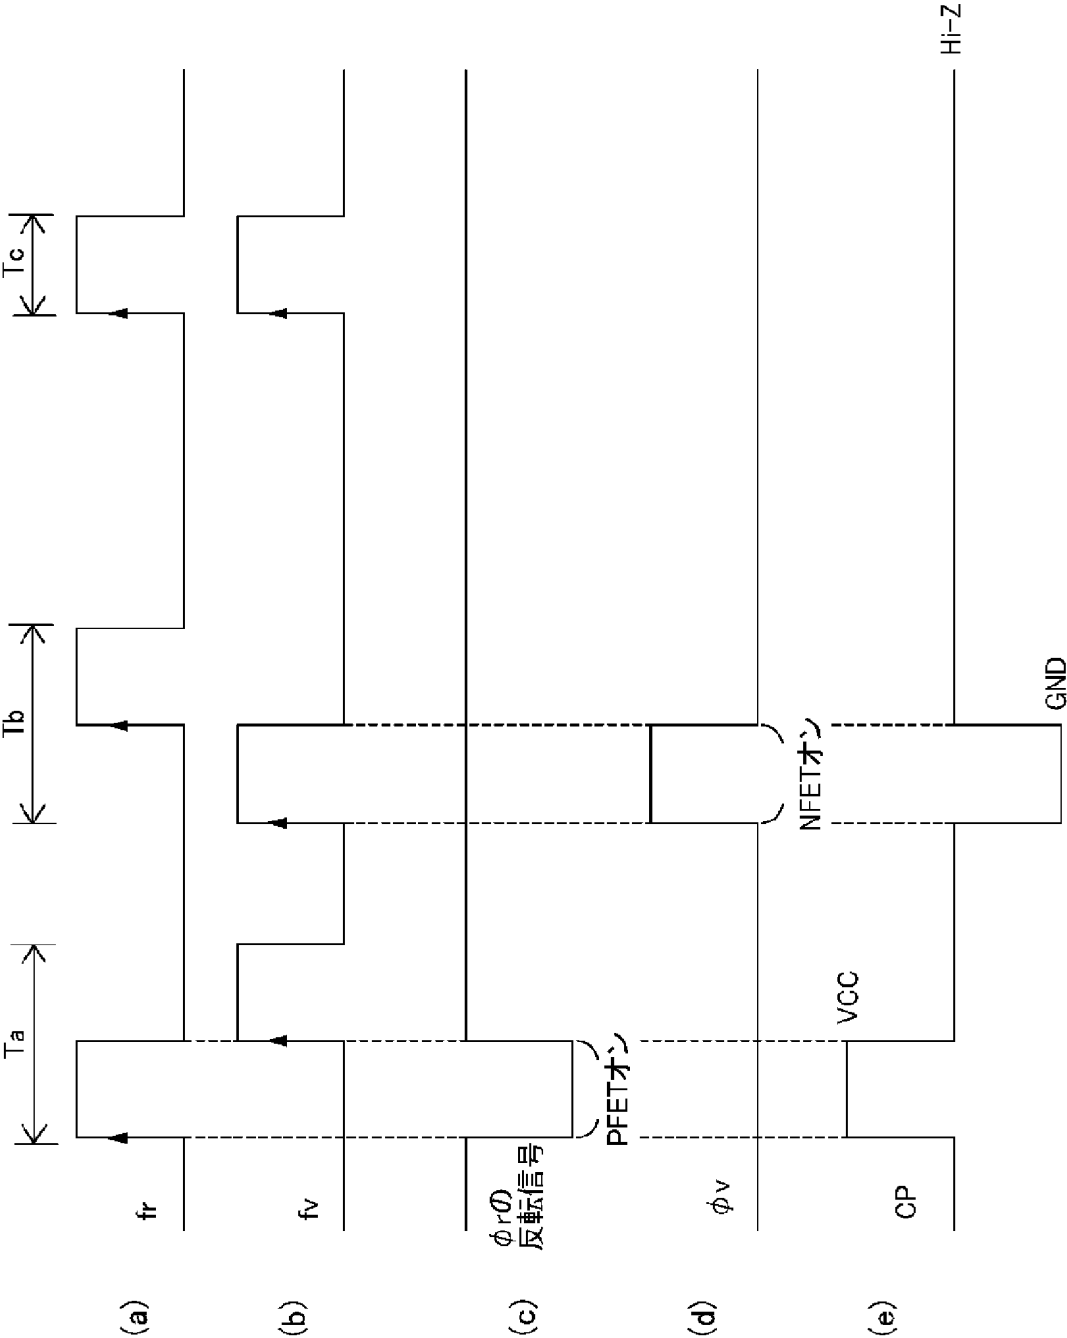 Ta
Tb
Tc
(a)
fr
(b)
fv
(c)
φrの
反転信号
PFETオン
(d)
φv
NFETオン
(e)
CP
VCC
GND
Hi-Z